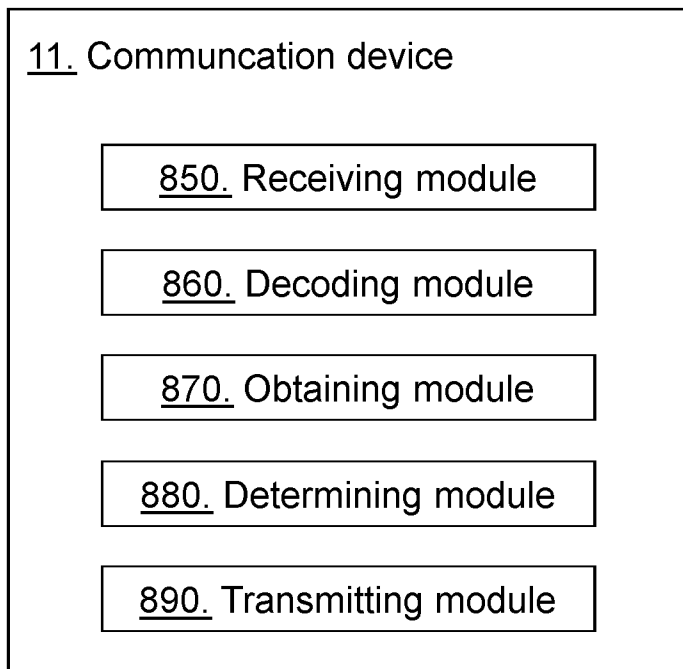 11. Communcation device
850. Receiving module
860. Decoding module
870. Obtaining module
880. Determining module
890. Transmitting module